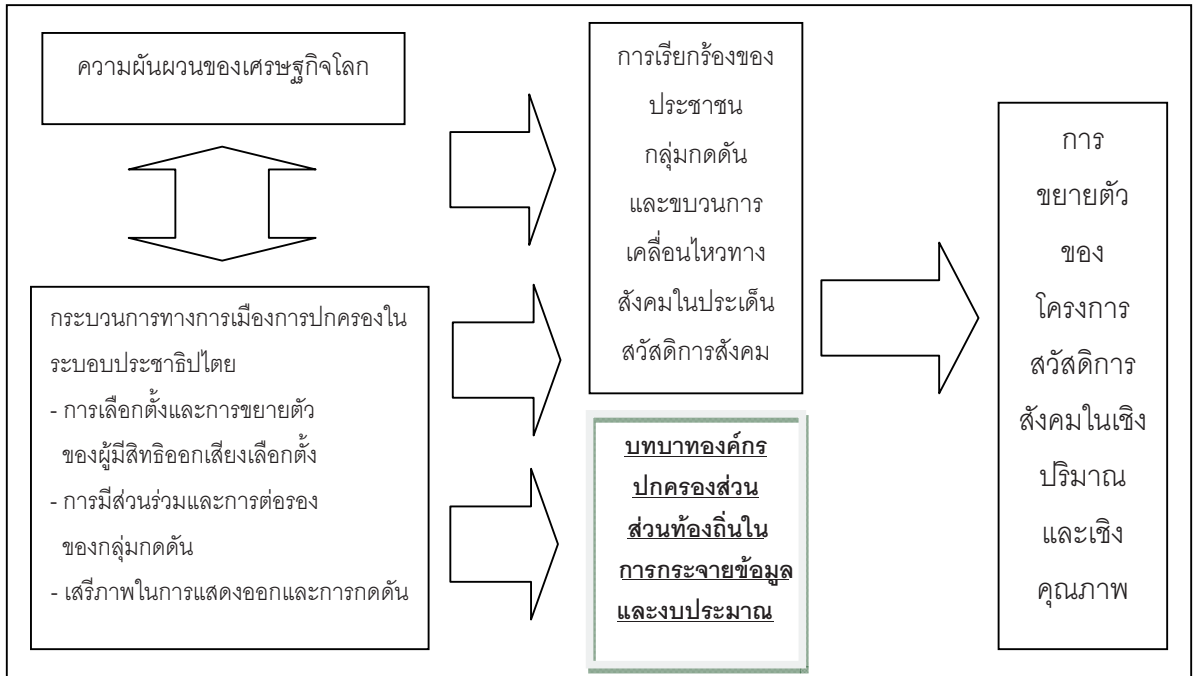 ความผันผวนของเศรษฐกิจโลก
กระบวนการทางการเมืองการปกครองใน
ระบอบประชาธิปไตย
- การเลือกตั้งและการขยายตัว
ของผู้มีสิทธิออกเสียงเลือกตั้ง
- การมีส่วนร่วมและการต่อรอง
ของกลุ่มกดดัน
- เสรีภาพในการแสดงออกและการกดดัน
การเรียกร้องของ
ประชาชน
กลุ่มกดดัน
และขบวนการ
เคลื่อนไหวทาง
สังคมในประเด็น
สวัสดิการสังคม
บทบาทองค์กร
ปกครองส่วน
ส่วนท้องถิ่นใน
การกระจายข้อมูล
และงบประมาณ
การ
ขยายตัว
ของ
โครงการ
สวัสดิการ
สังคมในเชิง
ปริมาณ
และเชิง
คุณภาพ